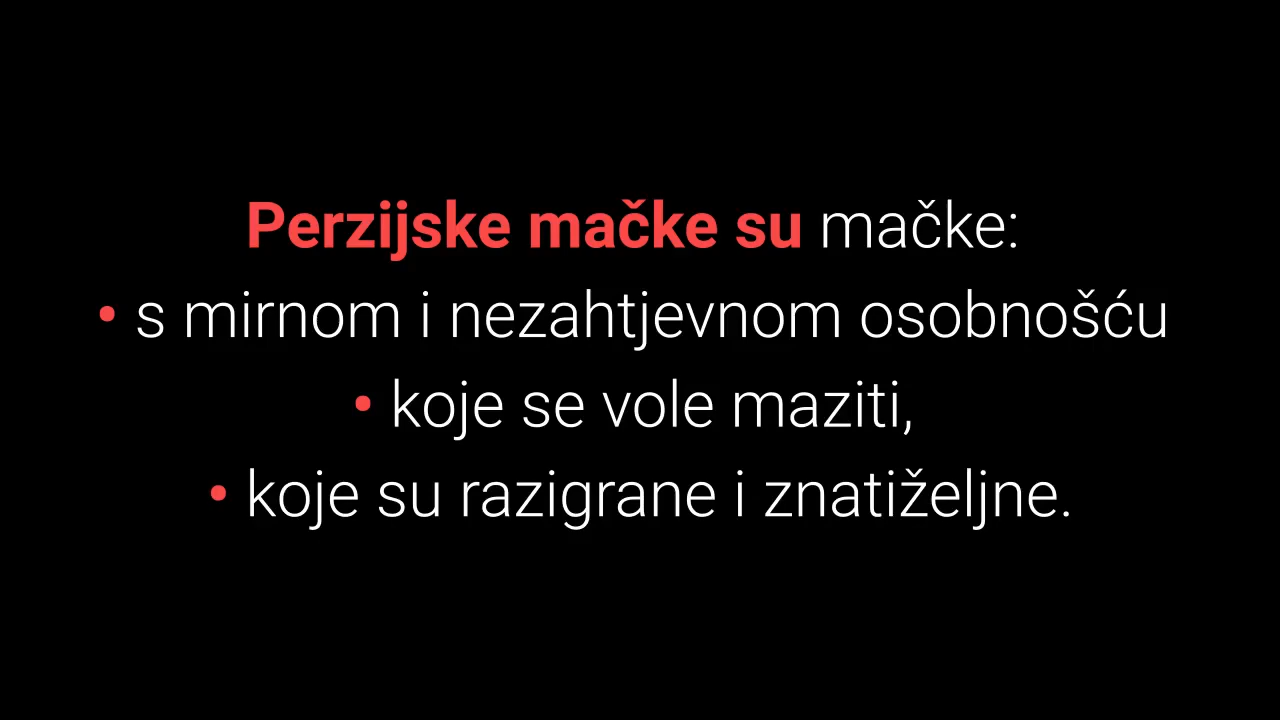 Perzijske mačke su mačke:
• s mirnom i nezahtjevnom osobnošću
• koje se vole maziti,
• koje su razigrane i znatiželjne.